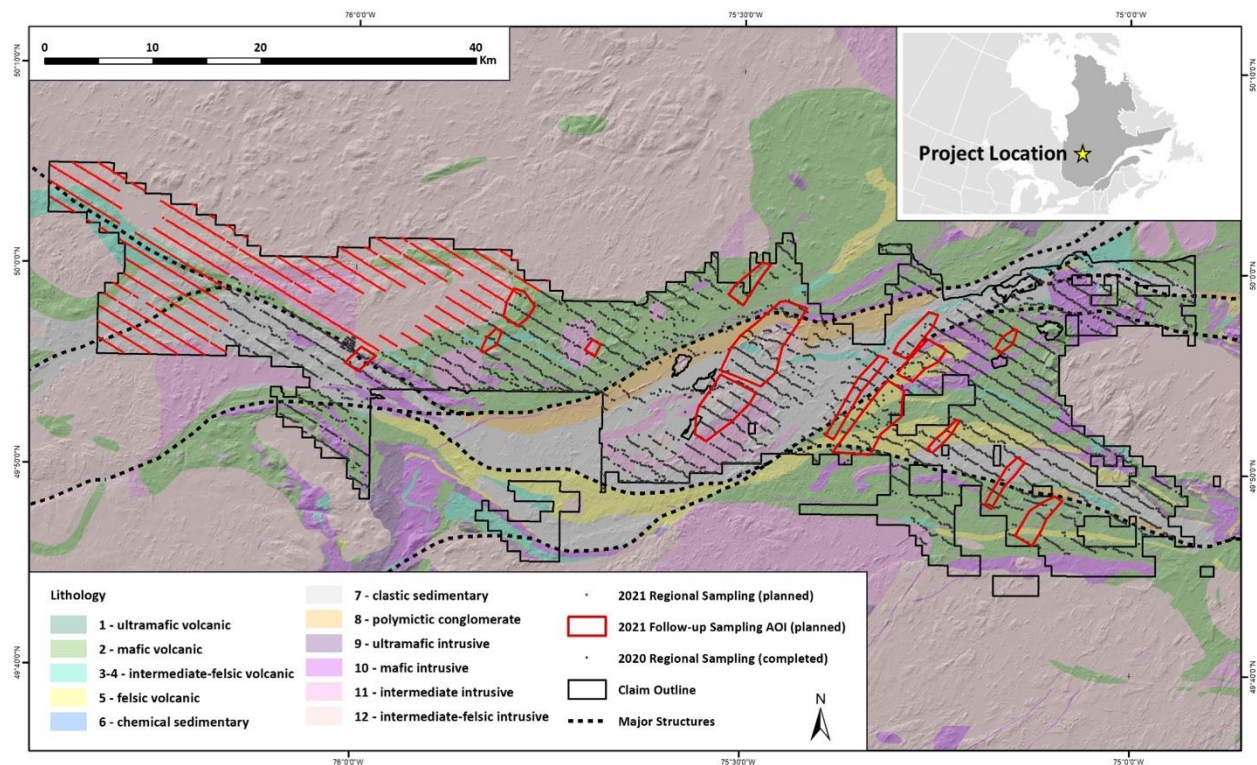 76°0'0"W
75°30'0"W
75°0'0"W
0
10
20
40
Km
50°10'0"N
50°10'0"N
Project Location
50°0'0"N
50°0'0"N
49°50'0"N
49°50'0"N
49°40'0"N
49°40'0"N
Lithology
1 - ultramafic volcanic
2 - mafic volcanic
3-4 - intermediate-felsic volcanic
5 - felsic volcanic
6 - chemical sedimentary
7 - clastic sedimentary
8 - polymictic conglomerate
9 - ultramafic intrusive
10 - mafic intrusive
11 - intermediate intrusive
12 - intermediate-felsic intrusive
2021 Regional Sampling (planned)
2021 Follow-up Sampling AOI (planned)
2020 Regional Sampling (completed)
Claim Outline
Major Structures
N
76°0'0"W
75°30'0"W
75°0'0"W